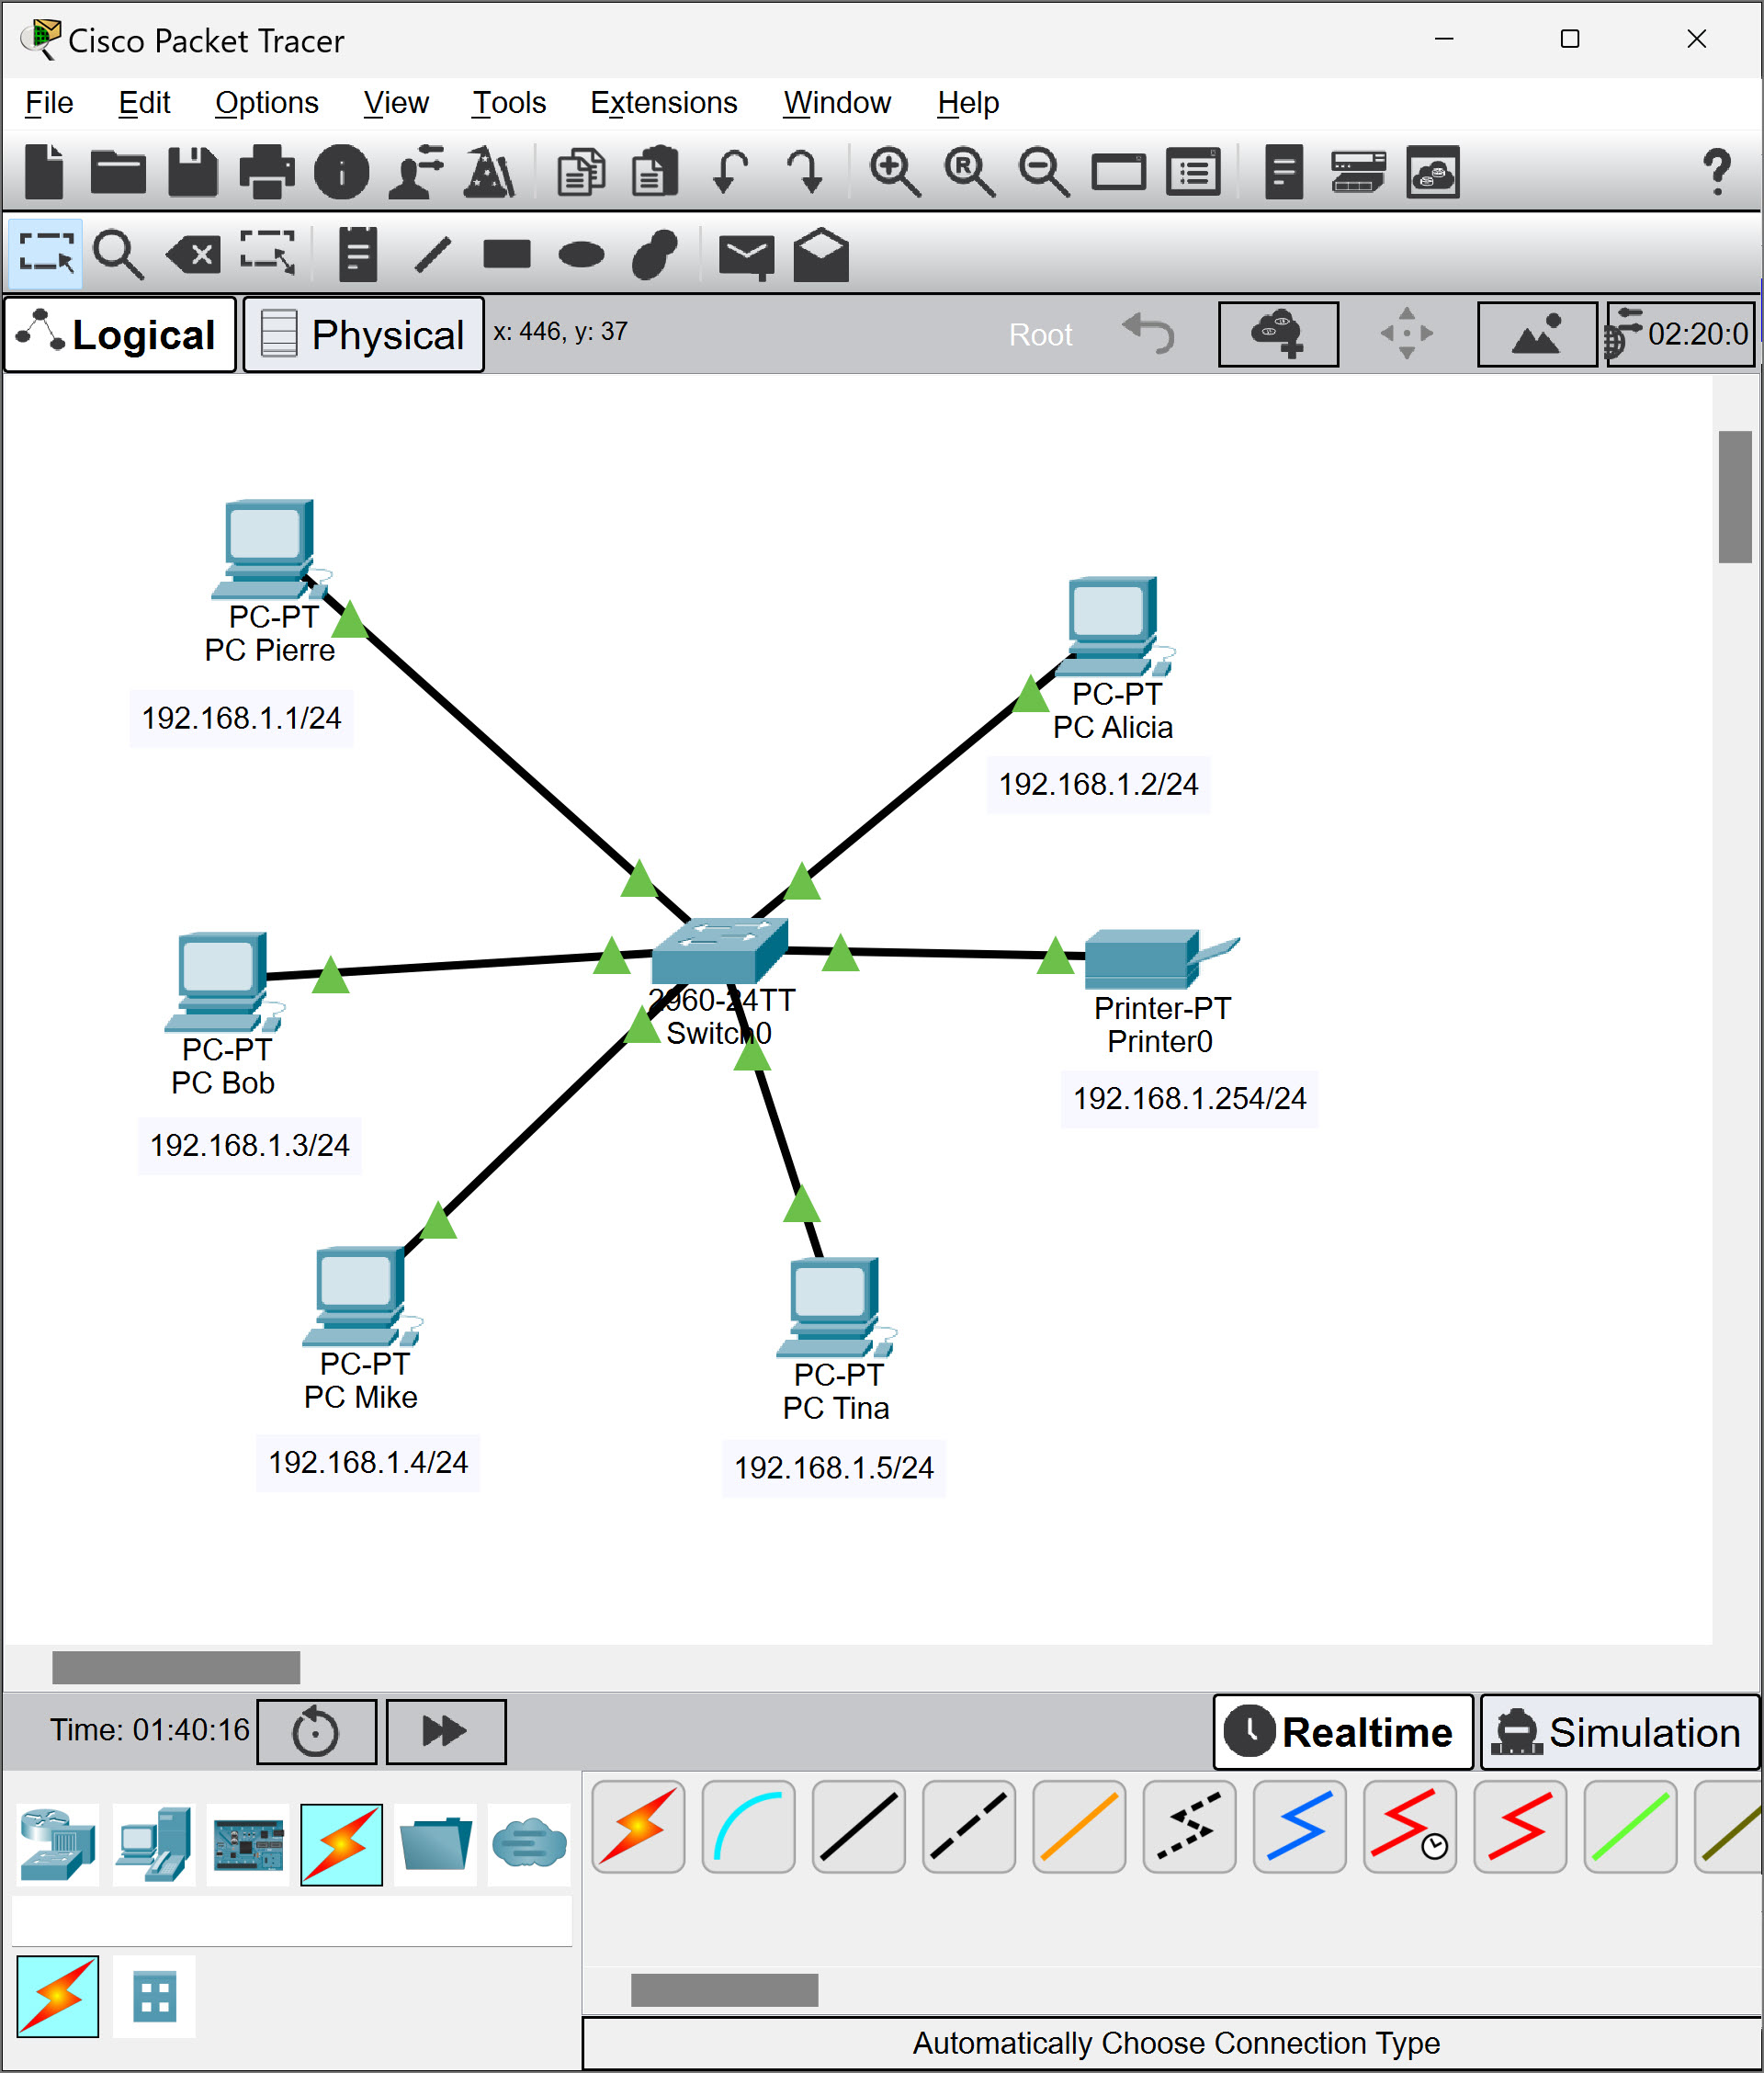 Cisco Packet Tracer
File Edit Options View Tools Extensions Window Help
Logical Physical x: 446, y: 37 Root 02:20:0
PC-PT
PC Pierre
192.168.1.1/24
PC-PT
PC Alicia
192.168.1.2/24
2960-24TT
Switch0
Printer-PT
Printer0
192.168.1.254/24
PC-PT
PC Bob
192.168.1.3/24
PC-PT
PC Mike
192.168.1.4/24
PC-PT
PC Tina
192.168.1.5/24
Time: 01:40:16 Realtime Simulation
Automatically Choose Connection Type